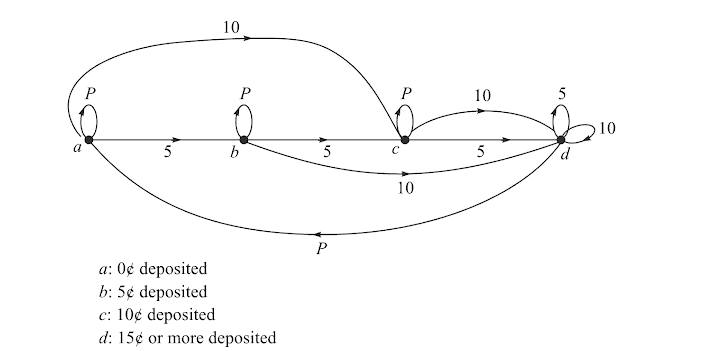 10
P P P 10 5
10
a 5 b 5 c 5 d
10
P
a: 0¢ deposited
b: 5¢ deposited
c: 10¢ deposited
d: 15¢ or more deposited